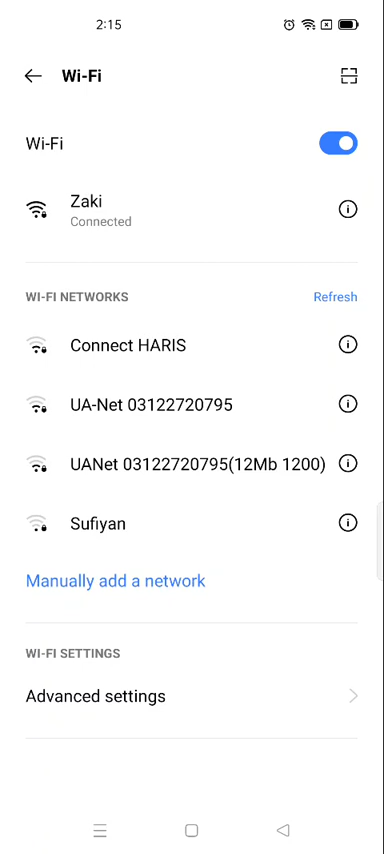 2:15
Wi-Fi
Wi-Fi
Zaki
Connected
WI-FI NETWORKS
Refresh
Connect HARIS
UA-Net 03122720795
UANet 03122720795(12Mb 1200)
Sufiyan
Manually add a network
WI-FI SETTINGS
Advanced settings